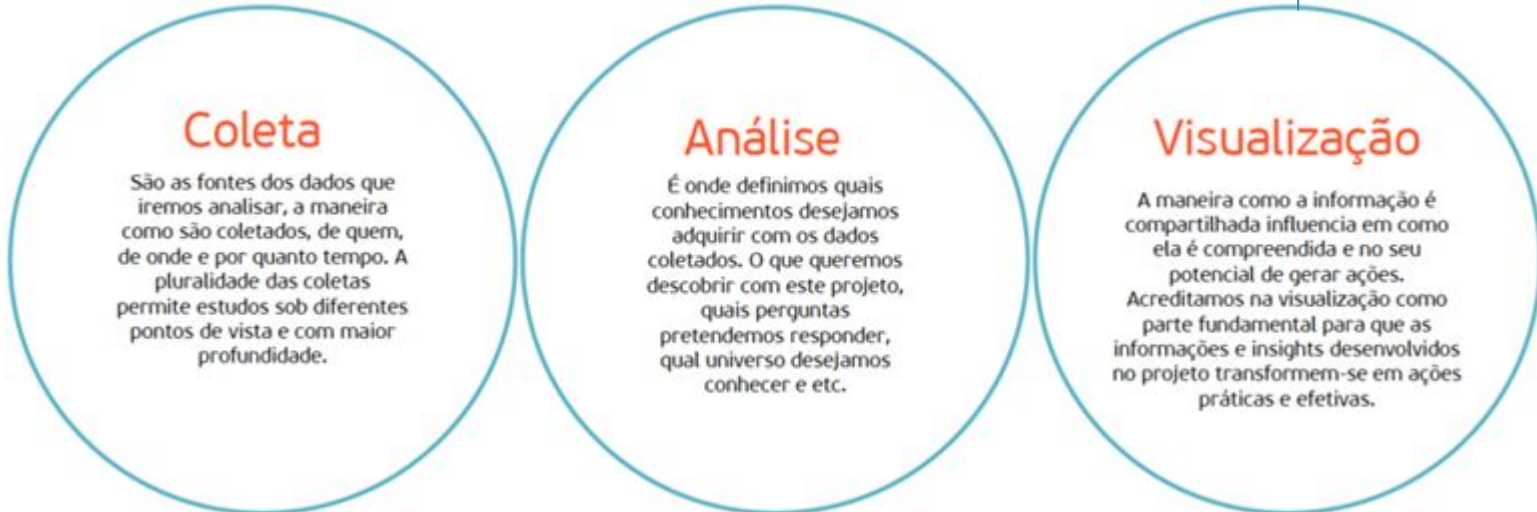 Coleta
São as fontes dos dados que
iremos analisar, a maneira
como são coletados, de quem,
de onde e por quanto tempo. A
pluralidade das coletas
permite estudos sob diferentes
pontos de vista e com maior
profundidade.
Análise
É onde definimos quais
conhecimentos desejamos
adquirir com os dados
coletados. O que queremos
descobrir com este projeto,
quais perguntas
pretendemos responder,
qual universo desejamos
conhecer e etc.
Visualização
A maneira como a informação é
compartilhada influencia em como
ela é compreendida e no seu
potencial de gerar ações.
Acreditamos na visualização como
parte fundamental para que as
informações e insights desenvolvidos
no projeto transformem-se em ações
práticas e efetivas.